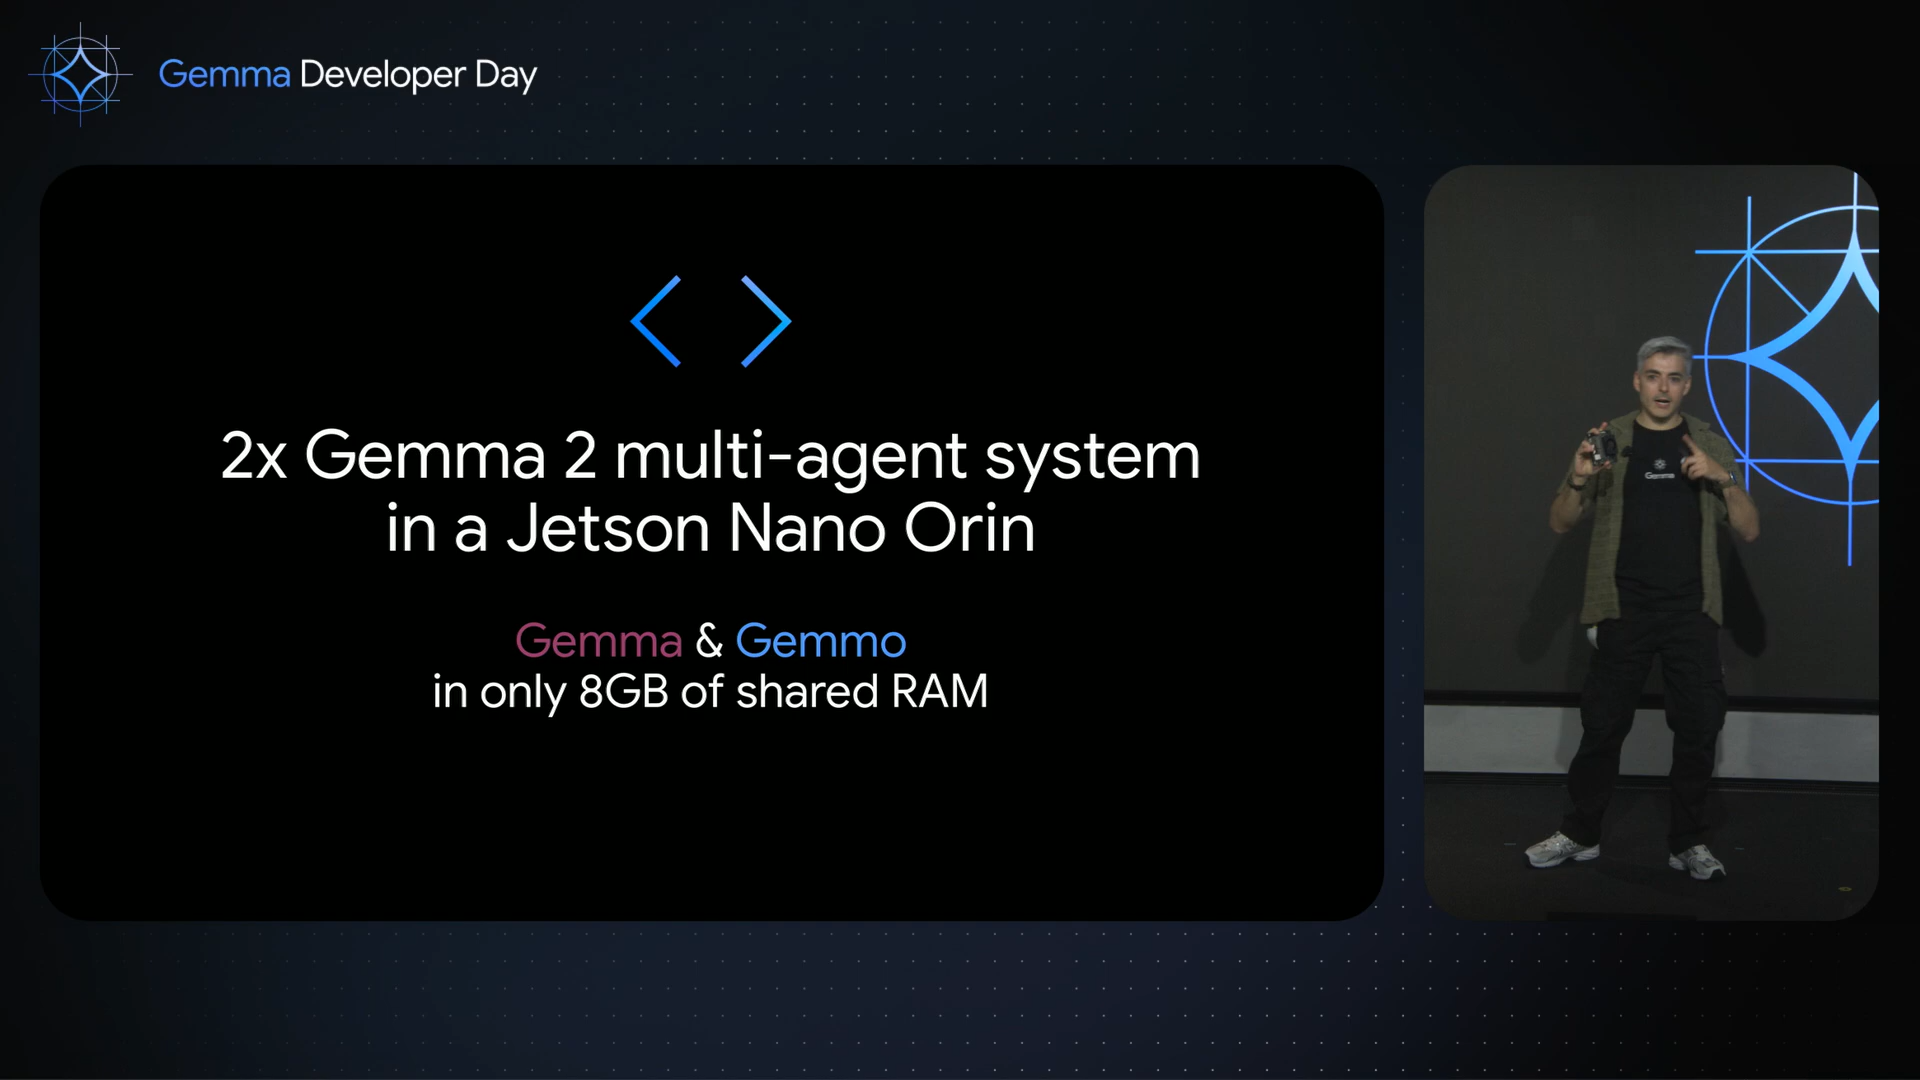 Gemma Developer Day
2x Gemma 2 multi-agent system
in a Jetson Nano Orin
Gemma & Gemmo
in only 8GB of shared RAM
Gemma